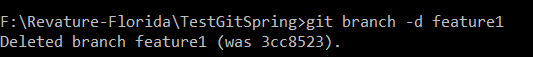 F:\Revature-Florida\TestGitSpring>git branch -d feature1
Deleted branch feature1 (was 3cc8523).